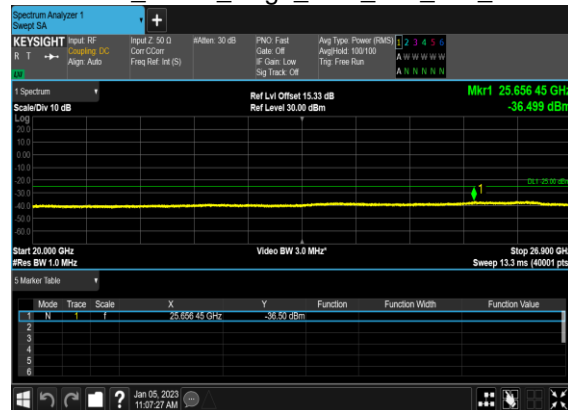 Spectrum Analyzer 1
Swept SA
KEYSIGHT Input: RF Input Z: 50 Ω #Atten: 30 dB PNO: Fast Avg Type: Power (RMS) 1 2 3 4 5 6
R T Coupling: DC Corr CCorr Gate: Off Avg|Hold: 100/100 A W W W W W
Align: Auto Freq Ref: Int (S) IF Gain: Low Trig: Free Run
LW Sig Track: Off A N N N N N
1 Spectrum Ref Lvl Offset 15.33 dB Mkr1 25.656 45 GHz
Scale/Div 10 dB Ref Level 30.00 dBm -36.499 dBm
Log
20.0
10.0
0.00
-10.0
-20.0
DL1 -25.00 dBm
1
-30.0
-40.0
-50.0
-60.0
Start 20.000 GHz Video BW 3.0 MHz* Stop 26.900 GHz
#Res BW 1.0 MHz Sweep 13.3 ms (40001 pts)
5 Marker Table
Mode Trace Scale X Y Function Function Width Function Value
1 N 1 f 25.656 45 GHz -36.50 dBm
2
3
4
5
6
? Jan 05, 2023
11:07:27 AM